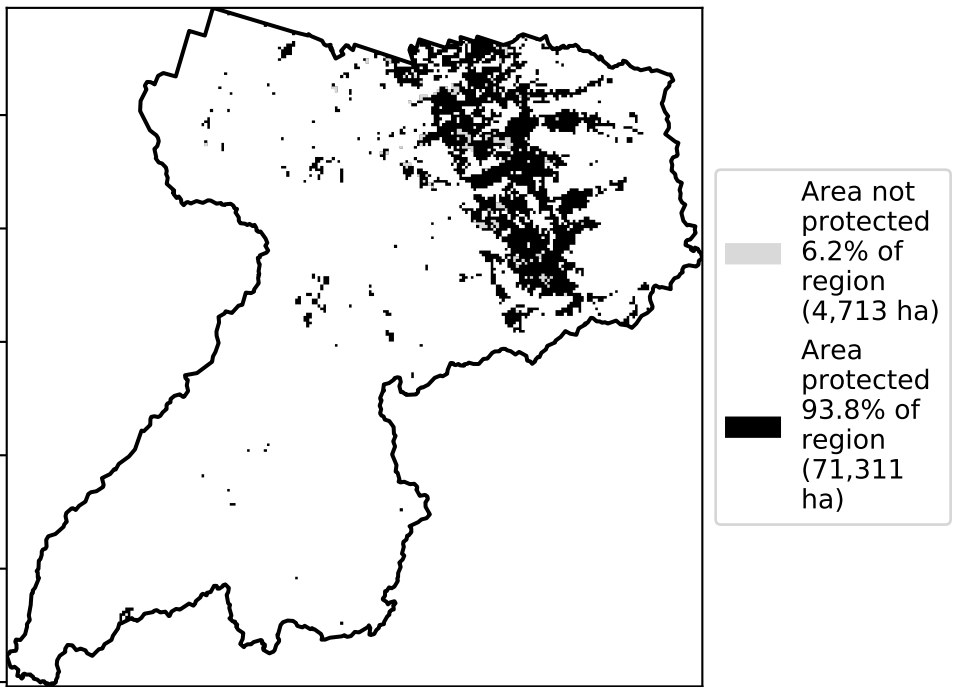 Area not
protected
6.2% of
region
(4,713 ha)
Area
protected
93.8% of
region
(71,311
ha)